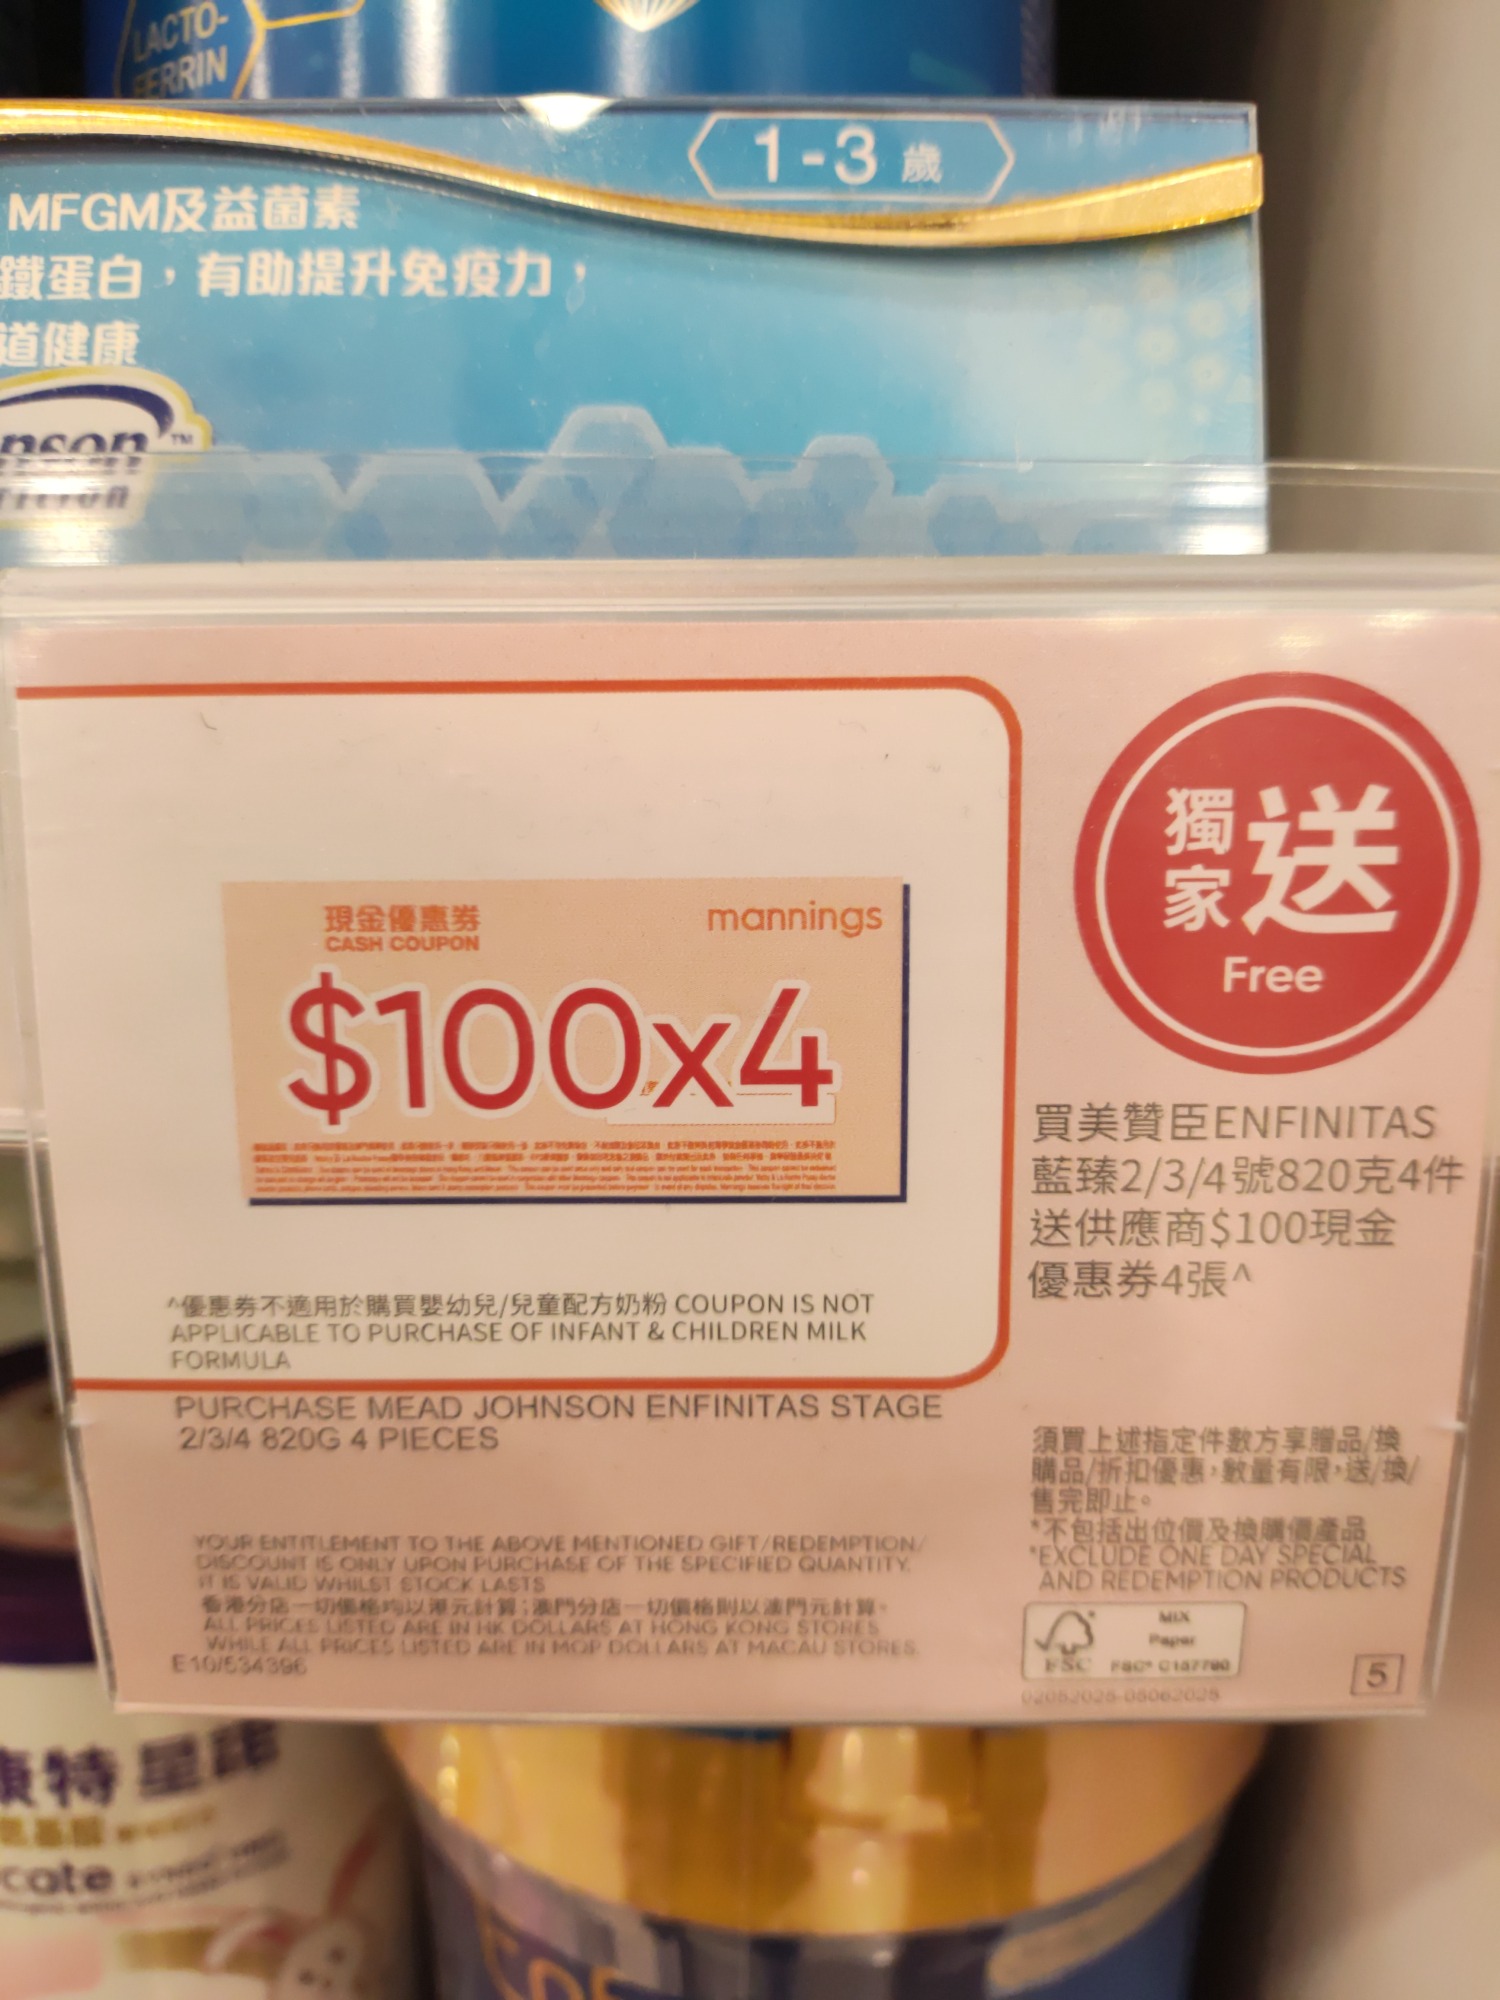 LACTO-
FERRIN
1-3 歲
MFGM及益菌素
鐵蛋白，有助提升免疫力，
道健康
nson TM
現金優惠券
CASH COUPON
mannings
$100x4
^優惠券不適用於購買嬰幼兒/兒童配方奶粉 COUPON IS NOT
APPLICABLE TO PURCHASE OF INFANT & CHILDREN MILK
FORMULA
PURCHASE MEAD JOHNSON ENFINITAS STAGE
2/3/4 820G 4 PIECES
YOUR ENTITLEMENT TO THE ABOVE MENTIONED GIFT/REDEMPTION/
DISCOUNT IS ONLY UPON PURCHASE OF THE SPECIFIED QUANTITY.
IT IS VALID WHILST STOCK LASTS
香港分店一切價格均以港元計算；澳門分店一切價格則以澳門元計算。
ALL PRICES LISTED ARE IN HK DOLLARS AT HONG KONG STORES
WHILE ALL PRICES LISTED ARE IN MOP DOLLARS AT MACAU STORES.
E10/534396
獨家送
Free
買美贊臣ENFINITAS
藍臻2/3/4號820克4件
送供應商$100現金
優惠券4張^
須買上述指定件數方享贈品/換
購品/折扣優惠，數量有限，送/換/
售完即止。
*不包括出位價及換購價產品
*EXCLUDE ONE DAY SPECIAL
AND REDEMPTION PRODUCTS
FSC
MIX
Paper
FSC® C157790
02052025-05062025
5
康特星
cate